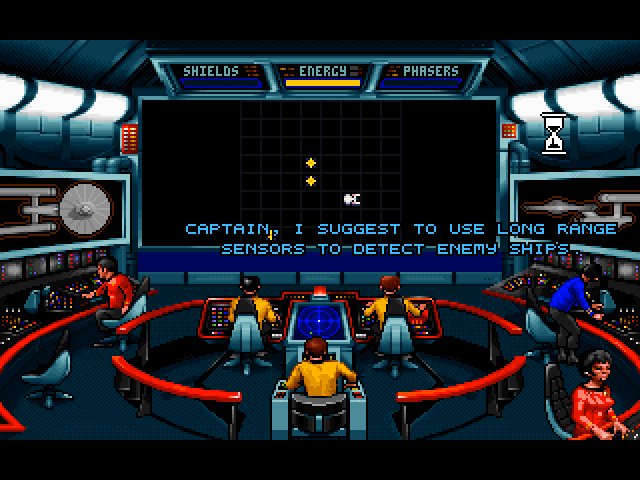 SHIELDS ENERGY PHASERS
CAPTAIN, I SUGGEST TO USE LONG RANGE
SENSORS TO DETECT ENEMY SHIPS